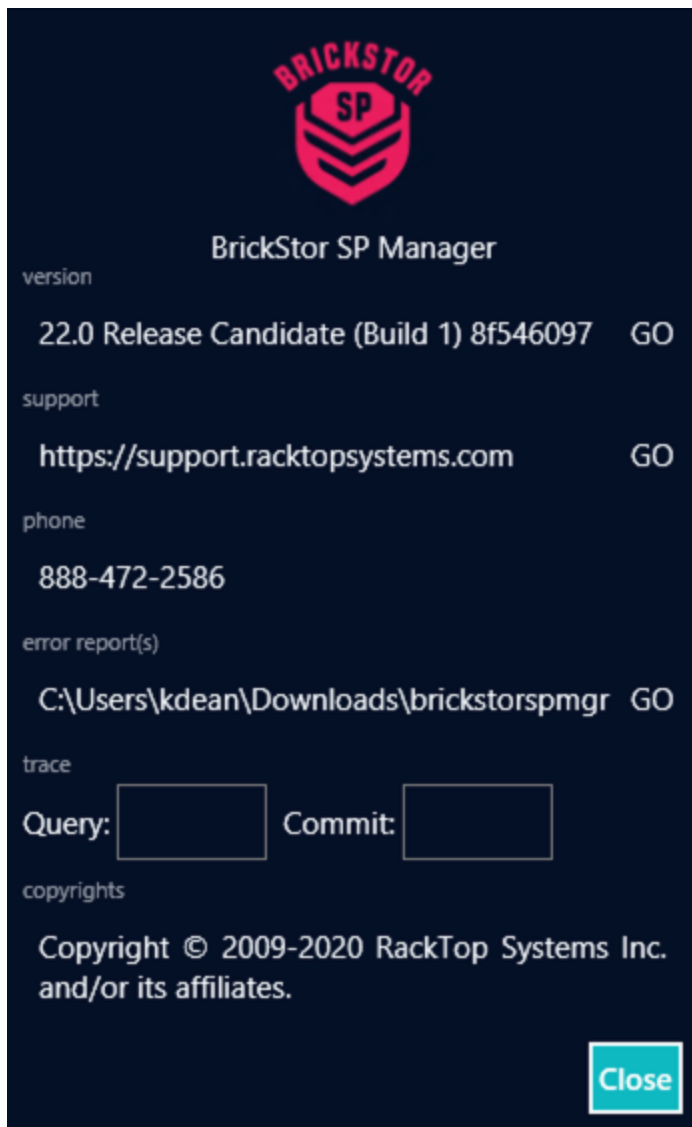 BRICKSTOR
SP
BrickStor SP Manager
version
22.0 Release Candidate (Build 1) 8f546097 GO
support
https://support.racktopsystems.com GO
phone
888-472-2586
error report(s)
C:\Users\kdean\Downloads\brickstorspmgr GO
trace
Query: Commit:
copyrights
Copyright © 2009-2020 RackTop Systems Inc.
and/or its affiliates.
Close